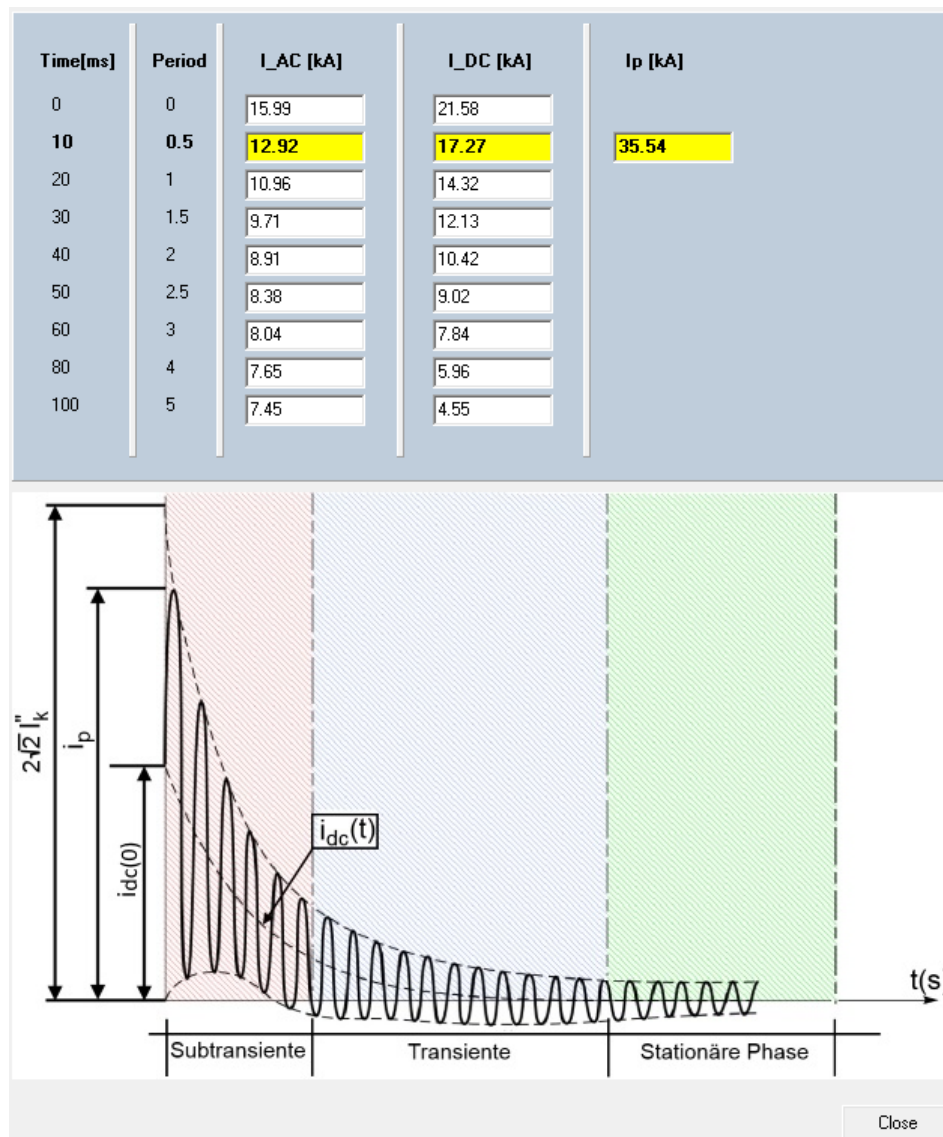 Time[ms] Period I_AC [kA] I_DC [kA] Ip [kA]
0 0 15.99 21.58
10 0.5 12.92 17.27 35.54
20 1 10.96 14.32
30 1.5 9.71 12.13
40 2 8.91 10.42
50 2.5 8.38 9.02
60 3 8.04 7.84
80 4 7.65 5.96
100 5 7.45 4.55
2√2 I"k
ip
idc(0)
idc(t)
t(s
Subtransiente Transiente Stationäre Phase
Close